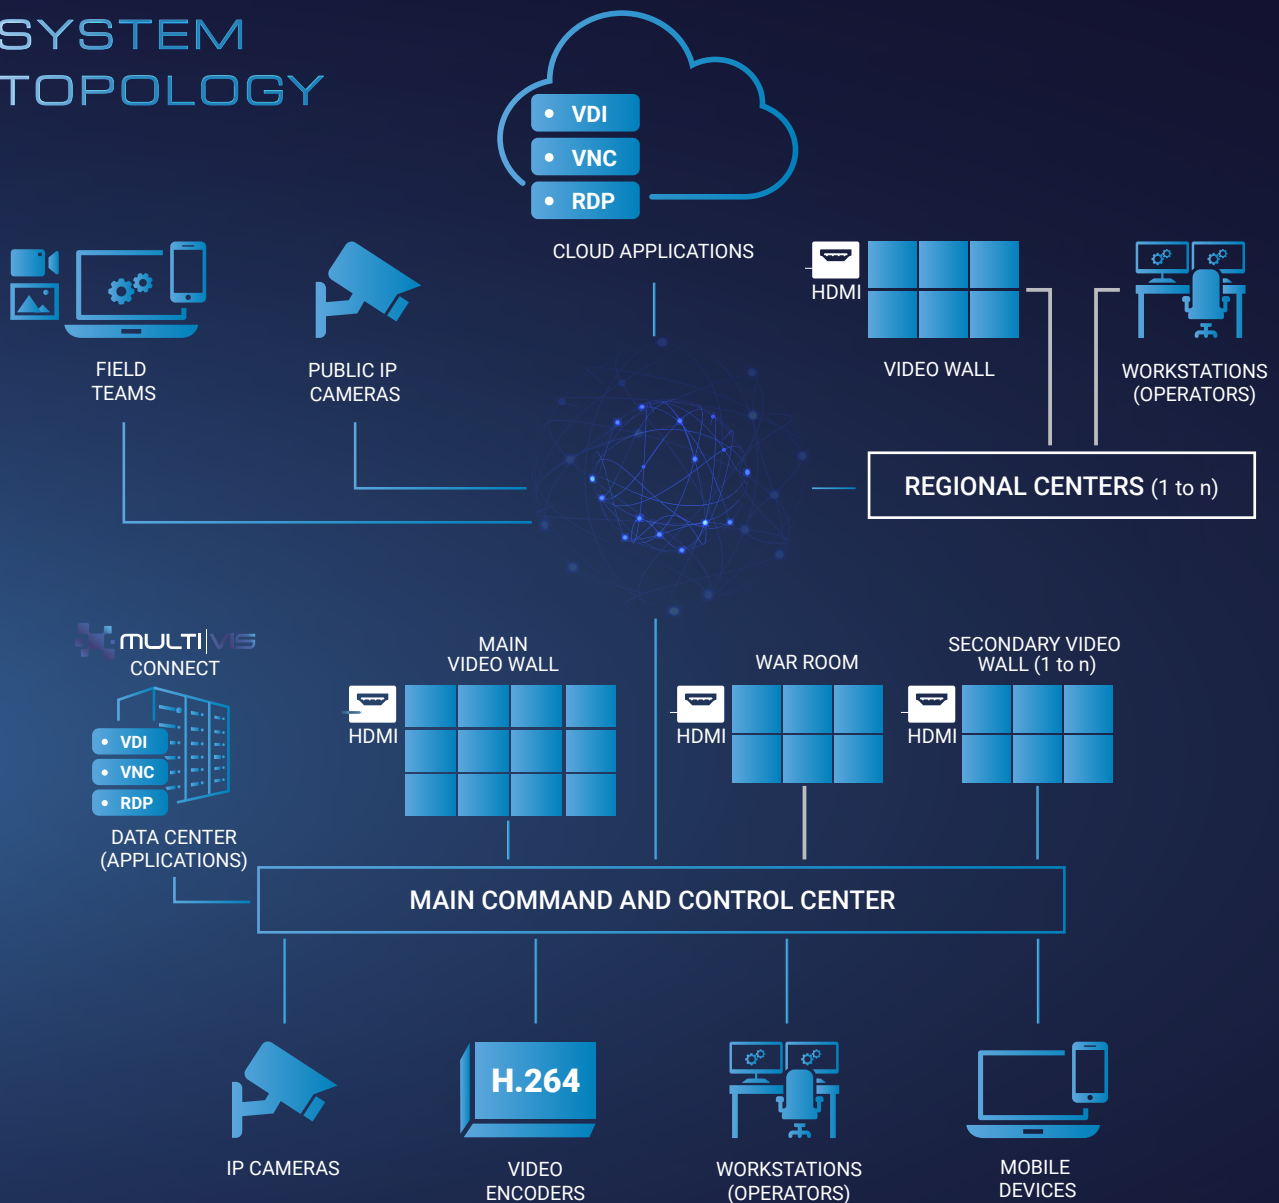 SYSTEM
TOPOLOGY
VDI
VNC
RDP
CLOUD APPLICATIONS
FIELD
TEAMS
PUBLIC IP
CAMERAS
HDMI
VIDEO WALL
WORKSTATIONS
(OPERATORS)
REGIONAL CENTERS (1 to n)
MULTI|VIS
CONNECT
VDI
VNC
RDP
DATA CENTER
(APPLICATIONS)
MAIN
VIDEO WALL
HDMI
WAR ROOM
HDMI
SECONDARY VIDEO
WALL (1 to n)
HDMI
MAIN COMMAND AND CONTROL CENTER
IP CAMERAS
H.264
VIDEO
ENCODERS
WORKSTATIONS
(OPERATORS)
MOBILE
DEVICES